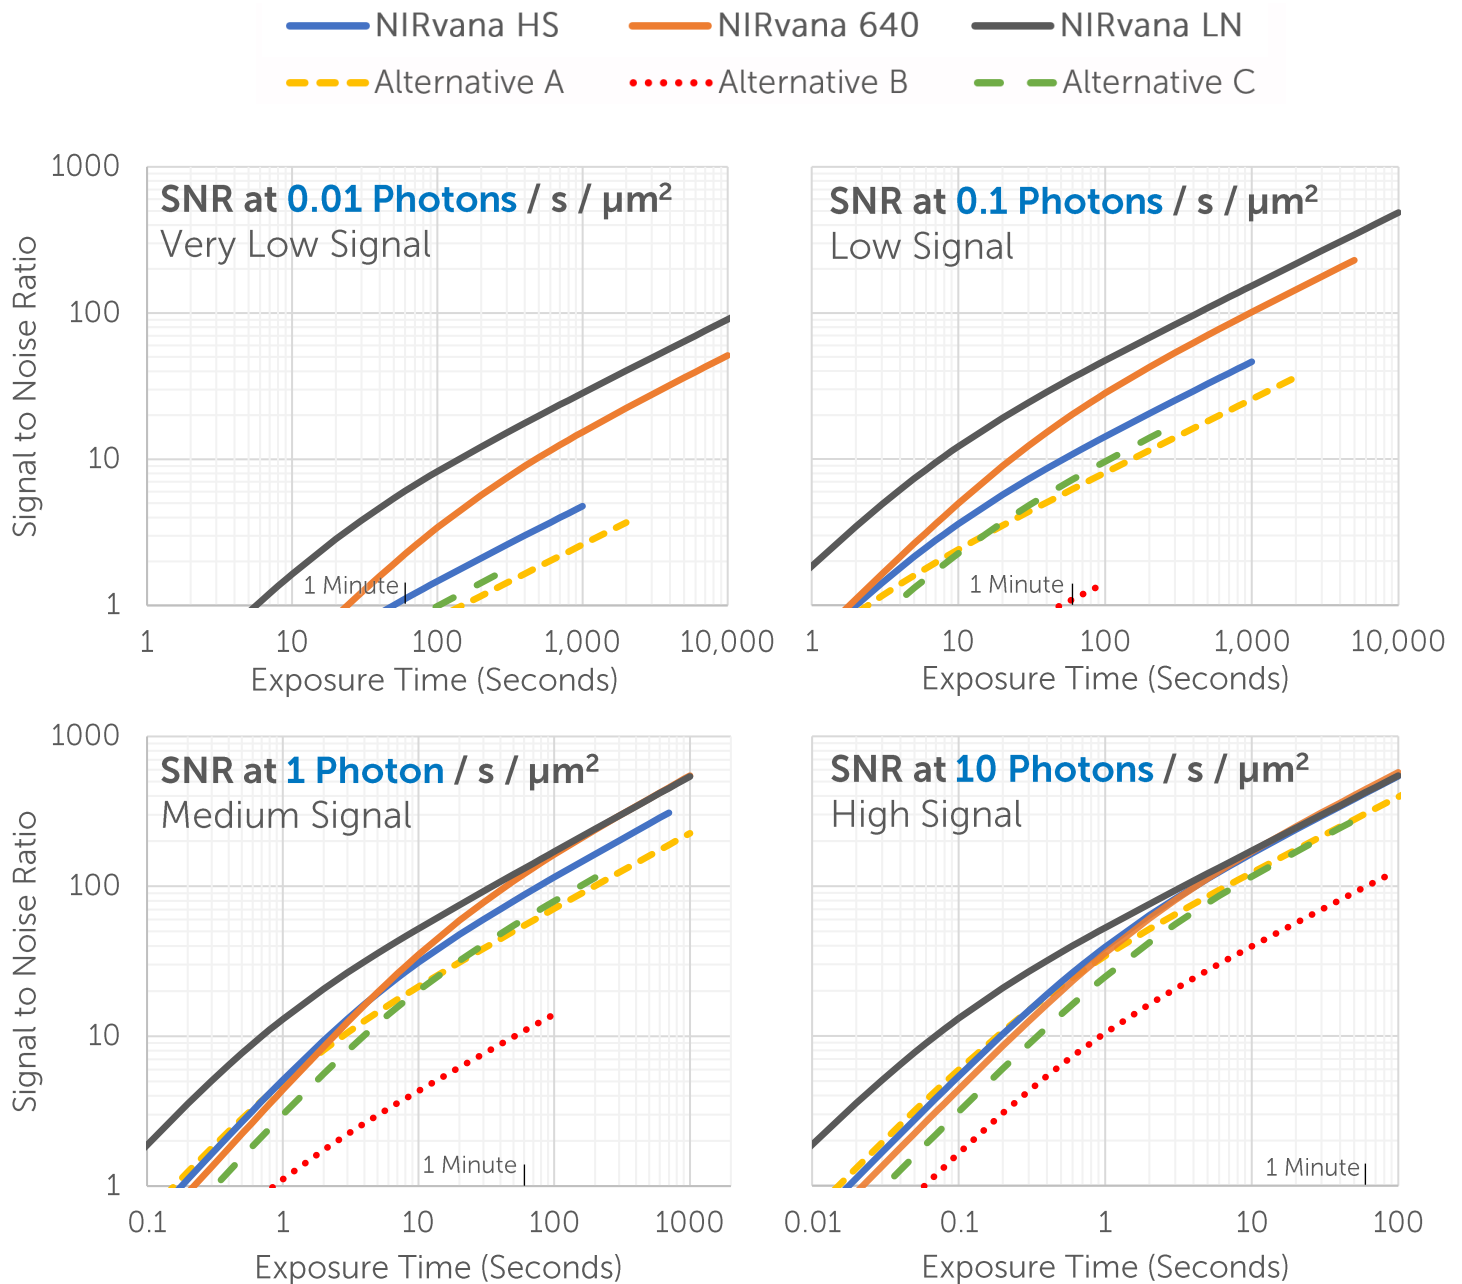 NIRvana HS NIRvana 640 NIRvana LN
Alternative A Alternative B Alternative C
SNR at 0.01 Photons / s / µm²
Very Low Signal
Signal to Noise Ratio
1000
100
10
1
1 Minute
1 10 100 1,000 10,000
Exposure Time (Seconds)
SNR at 0.1 Photons / s / µm²
Low Signal
1 Minute
1 10 100 1,000 10,000
Exposure Time (Seconds)
SNR at 1 Photon / s / µm²
Medium Signal
Signal to Noise Ratio
1000
100
10
1
1 Minute
0.1 1 10 100 1000
Exposure Time (Seconds)
SNR at 10 Photons / s / µm²
High Signal
1 Minute
0.01 0.1 1 10 100
Exposure Time (Seconds)